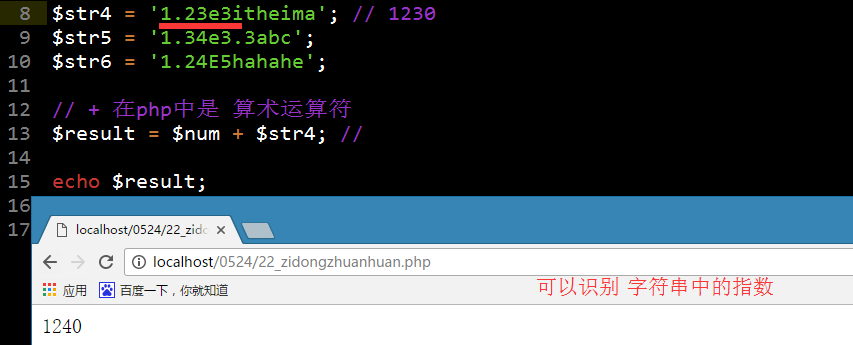 8 $str4 = '1.23e3itheima'; // 1230
9 $str5 = '1.34e3.3abc';
10 $str6 = '1.24E5hahahe';
11
12 // + 在php中是 算术运算符
13 $result = $num + $str4; //
14
15 echo $result;
16
17
localhost/0524/22_zido
localhost/0524/22_zidongzhuanhuan.php
应用 百度一下，你就知道
可以识别 字符串中的指数
1240